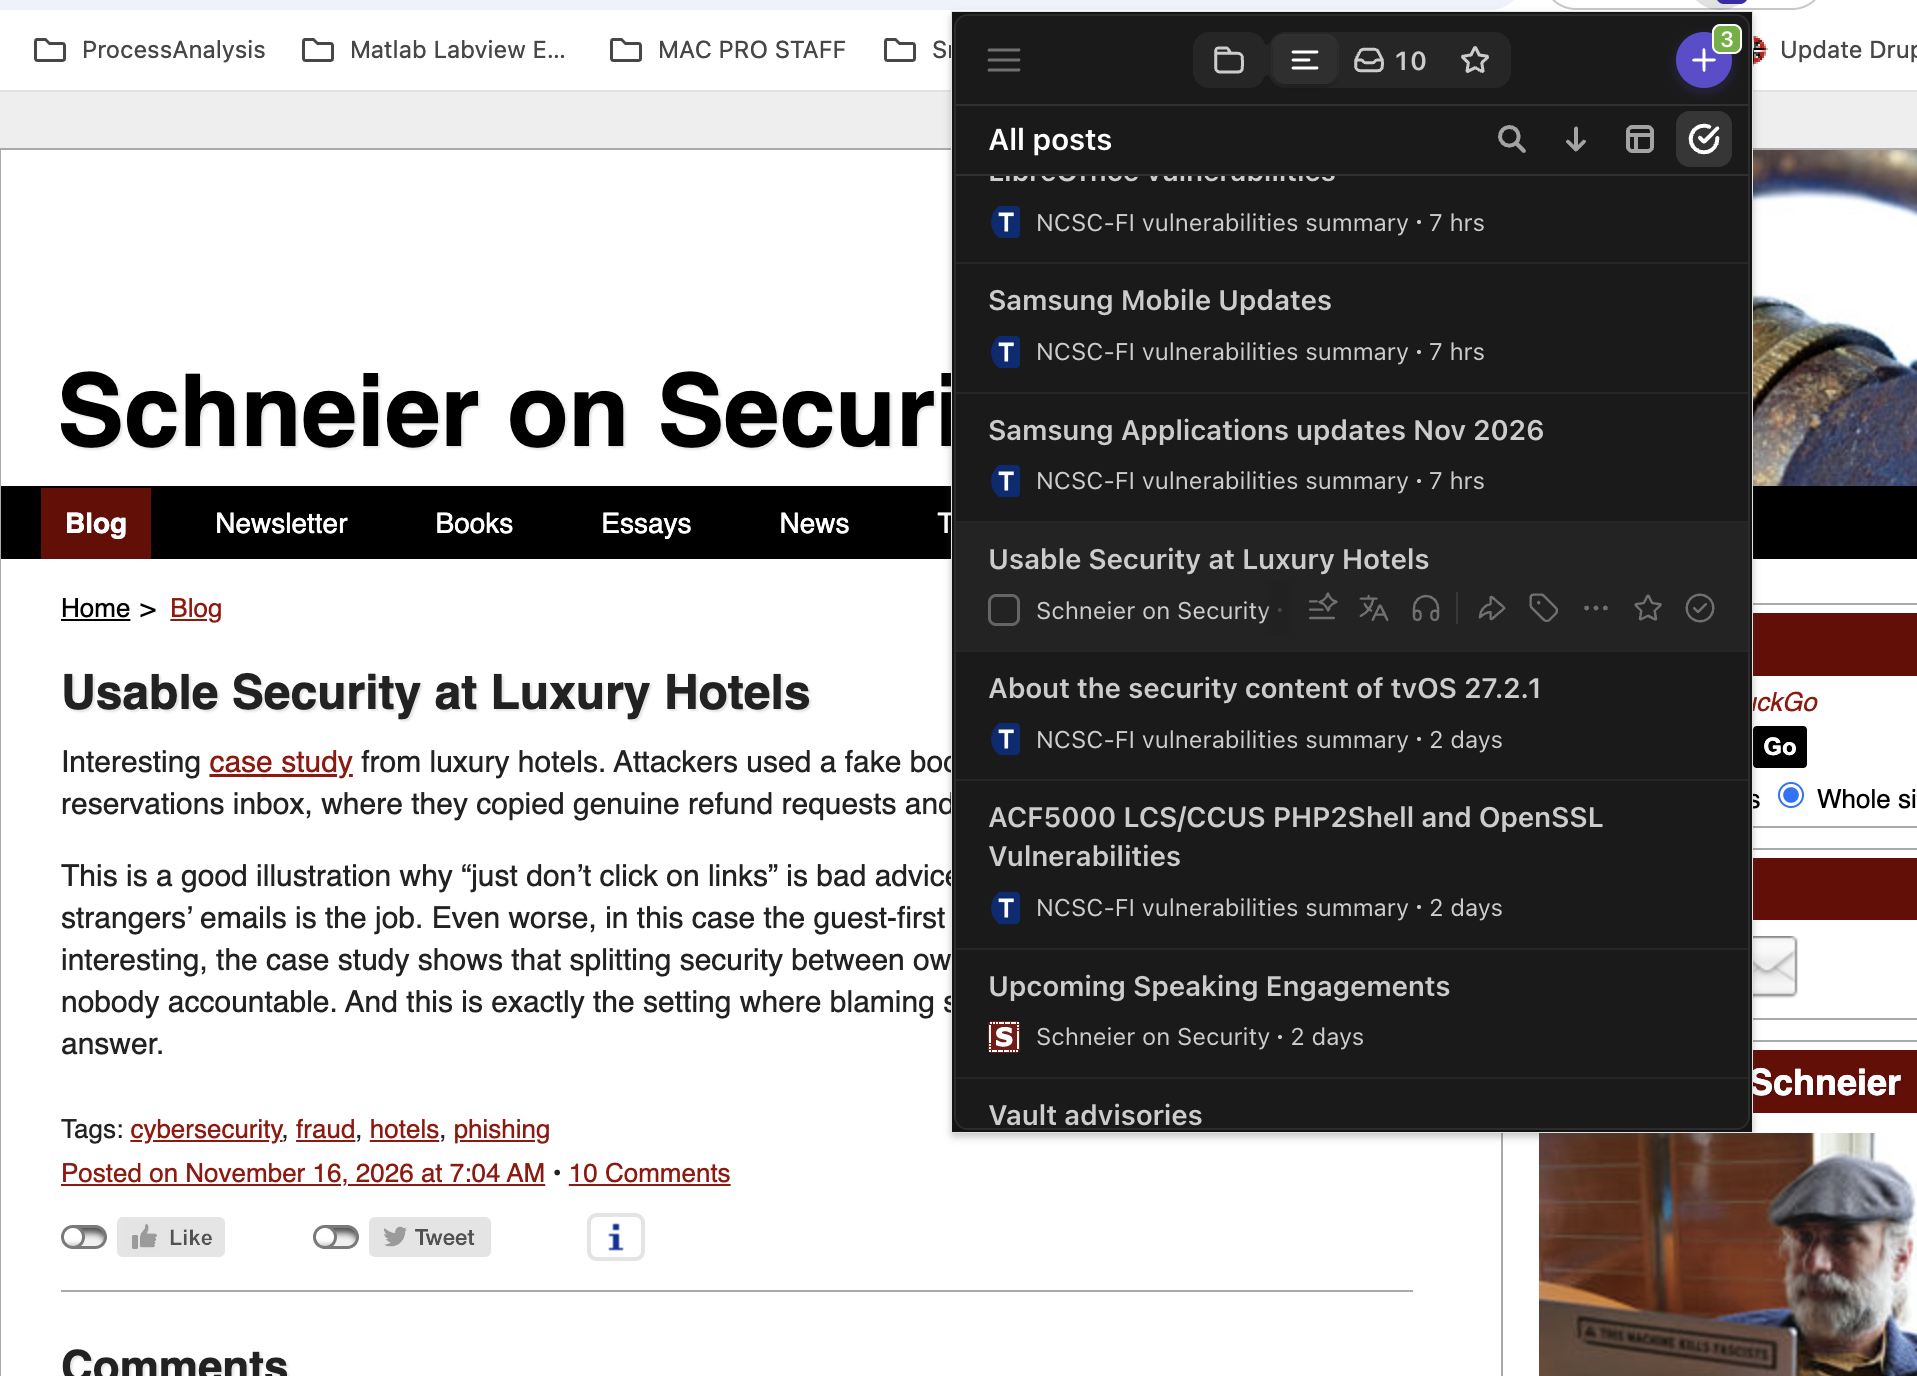 ProcessAnalysis
Matlab Labview E...
MAC PRO STAFF
Update Drup
10
3
All posts
LibreOffice vulnerabilities
T NCSC-FI vulnerabilities summary · 7 hrs
Samsung Mobile Updates
T NCSC-FI vulnerabilities summary · 7 hrs
Samsung Applications updates Nov 2026
T NCSC-FI vulnerabilities summary · 7 hrs
Usable Security at Luxury Hotels
Schneier on Security ·
About the security content of tvOS 27.2.1
T NCSC-FI vulnerabilities summary · 2 days
ACF5000 LCS/CCUS PHP2Shell and OpenSSL
Vulnerabilities
T NCSC-FI vulnerabilities summary · 2 days
Upcoming Speaking Engagements
S Schneier on Security · 2 days
Vault advisories
Schneier on Securi
Blog
Newsletter
Books
Essays
News
T
Home > Blog
Usable Security at Luxury Hotels
Interesting case study from luxury hotels. Attackers used a fake boo
reservations inbox, where they copied genuine refund requests and
This is a good illustration why “just don’t click on links” is bad advice
strangers’ emails is the job. Even worse, in this case the guest-first
interesting, the case study shows that splitting security between ow
nobody accountable. And this is exactly the setting where blaming s
answer.
Tags: cybersecurity, fraud, hotels, phishing
Posted on November 16, 2026 at 7:04 AM • 10 Comments
Like
Tweet
i
Comments
uckGo
Go
s
Whole si
Schneier
THIS MACHINE KILLS FASCISTS